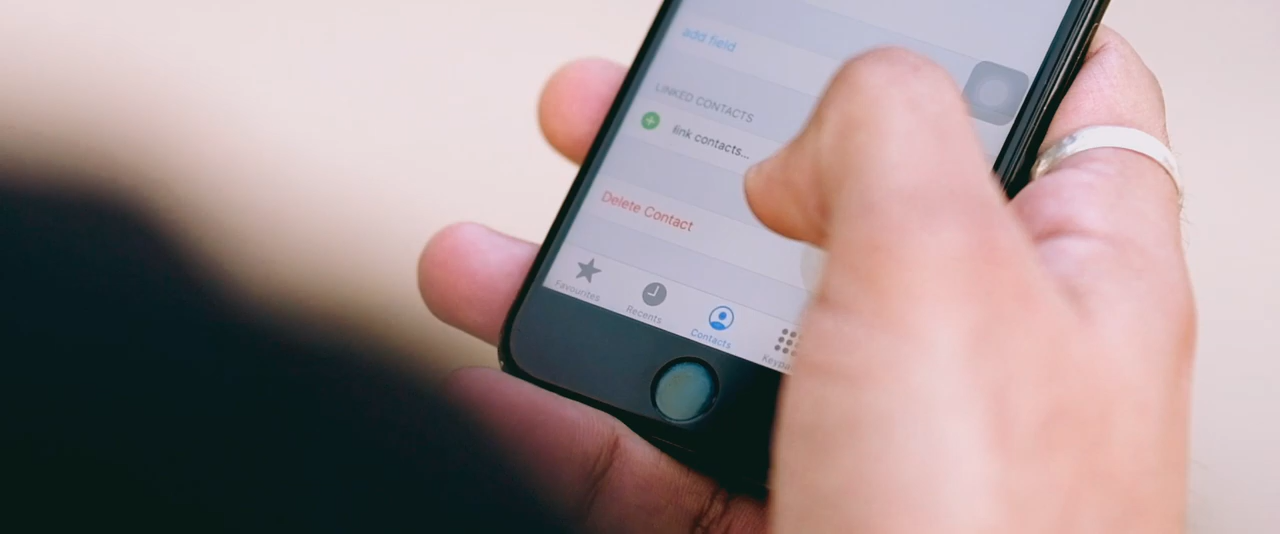 add field
LINKED CONTACTS
link contacts...
Delete Contact
Favourites
Recents
Contacts